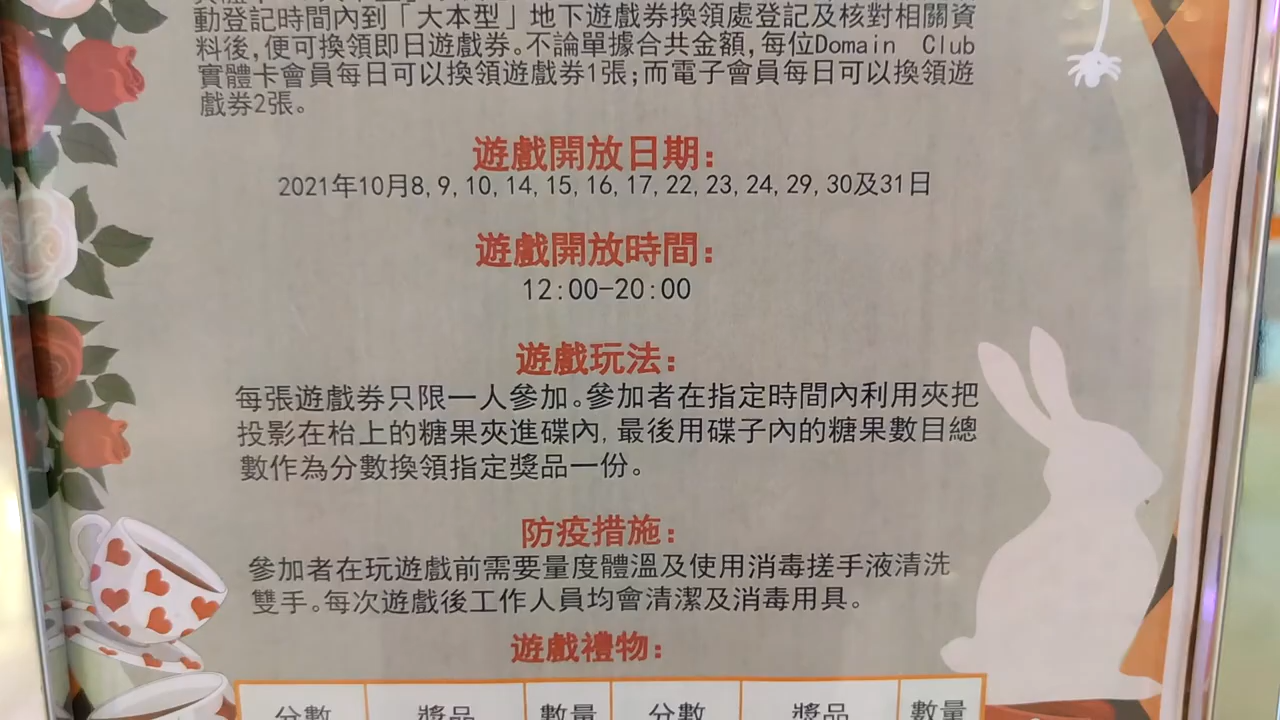 動登記時間內到「大本型」地下遊戲券換領處登記及核對相關資
料後,便可換領即日遊戲券。不論單據合共金額,每位Domain Club
實體卡會員每日可以換領遊戲券1張;而電子會員每日可以換領遊
戲券2張。
遊戲開放日期:
2021年10月8,9,10,14,15,16,17,22,23,24,29,30及31日
遊戲開放時間:
12:00-20:00
遊戲玩法:
每張遊戲券只限一人參加。參加者在指定時間內利用夾把
投影在枱上的糖果夾進碟內,最後用碟子內的糖果數目總
數作為分數換領指定獎品一份。
防疫措施:
參加者在玩遊戲前需要量度體溫及使用消毒搓手液清洗
雙手。每次遊戲後工作人員均會清潔及消毒用具。
遊戲禮物:
分數 獎品 數量 分數 獎品 數量